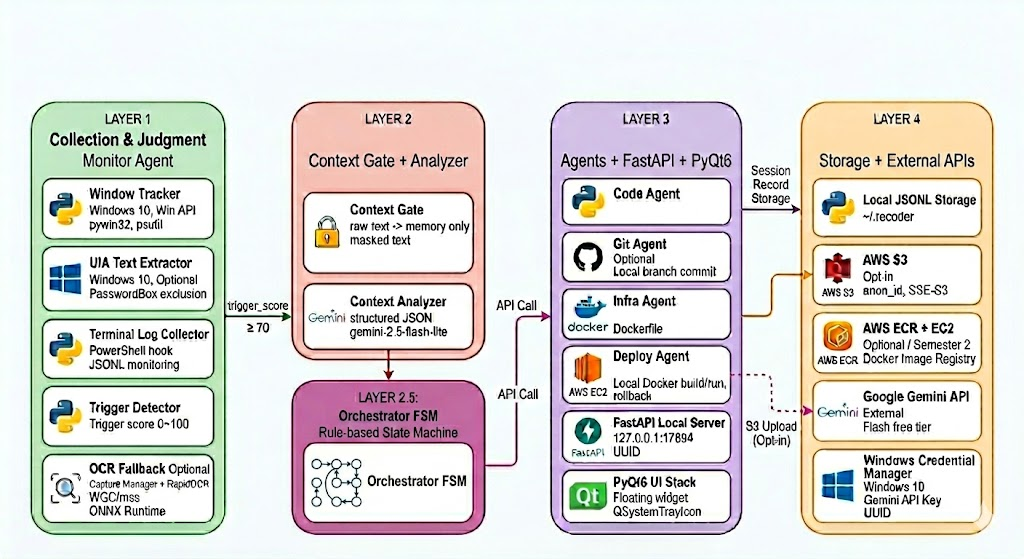 LAYER 1
Collection & Judgment
Monitor Agent
Window Tracker
Windows 10, Win API
pywin32, psutil
UIA Text Extractor
Windows 10, Optional
PasswordBox exclusion
Terminal Log Collector
PowerShell hook
JSONL monitoring
Trigger Detector
Trigger score 0~100
OCR Fallback Optional
Capture Manager + RapidOCR
WGC/mss
ONNX Runtime
trigger_score
≥ 70
LAYER 2
Context Gate + Analyzer
Context Gate
raw text -> memory only
masked text
Gemini
Context Analyzer
structured JSON
gemini-2.5-flash-lite
LAYER 2.5:
Orchestrator FSM
Rule-based State Machine
Orchestrator FSM
API Call
API Call
LAYER 3
Agents + FastAPI + PyQt6
Code Agent
Git Agent
Optional
Local branch commit
docker
Infra Agent
Dockerfile
AWS EC2
Deploy Agent
Local Docker build/run,
rollback
FastAPI
FastAPI Local Server
127.0.0.1:17894
UUID
Qt
PyQt6 UI Stack
Floating widget
QSystemTrayIcon
Session
Record
Storage
S3 Upload
(Opt-in)
LAYER 4
Storage + External APIs
Local JSONL Storage
~/.recoder
AWS S3
AWS S3
Opt-in
anon_id, SSE-S3
AWS ECR
AWS ECR + EC2
Optional / Semester 2
Docker Image Registry
Gemini
Google Gemini API
External
Flash free tier
Windows Credential
Manager
Windows 10
Gemini API Key
UUID